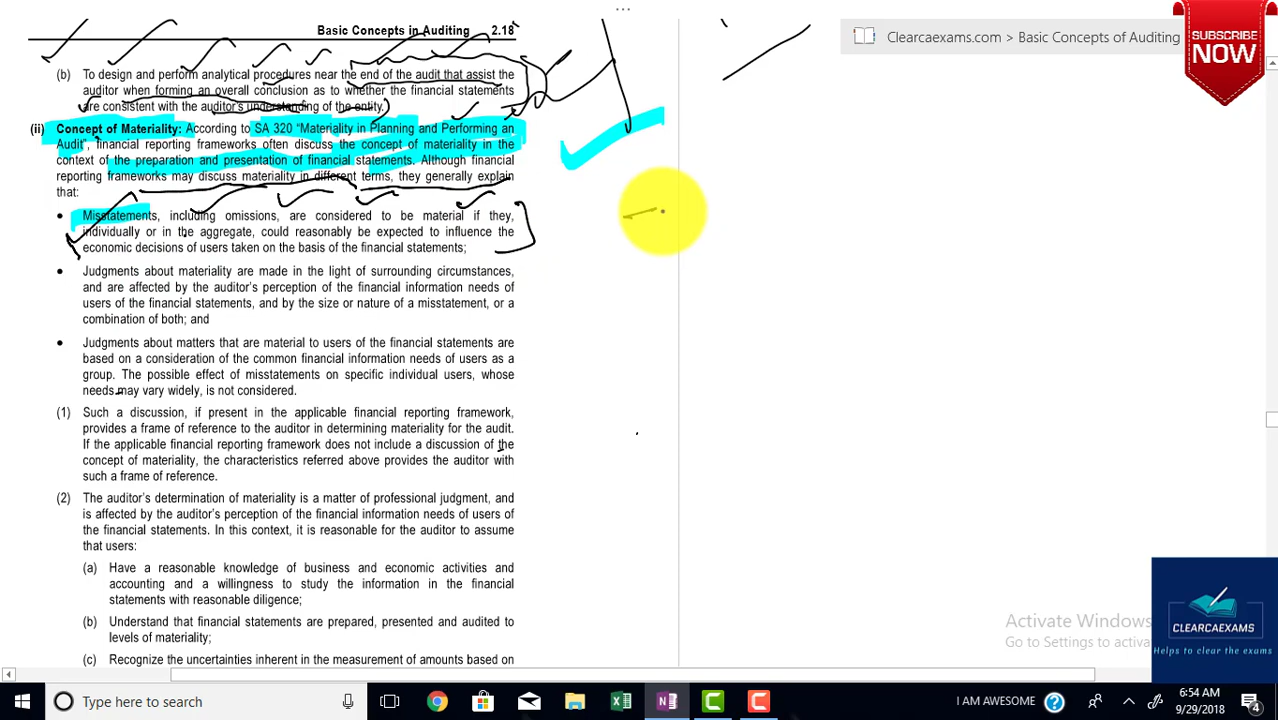 Basic Concepts in Auditing 2.18
Clearcaexams.com > Basic Concepts of Auditing
SUBSCRIBE
NOW
(b) To design and perform analytical procedures near the end of the audit that assist the
auditor when forming an overall conclusion as to whether the financial statements
are consistent with the auditor's understanding of the entity.
(ii) Concept of Materiality: According to SA 320 "Materiality in Planning and Performing an
Audit", financial reporting frameworks often discuss the concept of materiality in the
context of the preparation and presentation of financial statements. Although financial
reporting frameworks may discuss materiality in different terms, they generally explain
that:
• Misstatements, including omissions, are considered to be material if they,
individually or in the aggregate, could reasonably be expected to influence the
economic decisions of users taken on the basis of the financial statements;
• Judgments about materiality are made in the light of surrounding circumstances,
and are affected by the auditor's perception of the financial information needs of
users of the financial statements, and by the size or nature of a misstatement, or a
combination of both; and
• Judgments about matters that are material to users of the financial statements are
based on a consideration of the common financial information needs of users as a
group. The possible effect of misstatements on specific individual users, whose
needs may vary widely, is not considered.
(1) Such a discussion, if present in the applicable financial reporting framework,
provides a frame of reference to the auditor in determining materiality for the audit.
If the applicable financial reporting framework does not include a discussion of the
concept of materiality, the characteristics referred above provides the auditor with
such a frame of reference.
(2) The auditor's determination of materiality is a matter of professional judgment, and
is affected by the auditor's perception of the financial information needs of users of
the financial statements. In this context, it is reasonable for the auditor to assume
that users:
(a) Have a reasonable knowledge of business and economic activities and
accounting and a willingness to study the information in the financial
statements with reasonable diligence;
(b) Understand that financial statements are prepared, presented and audited to
levels of materiality;
(c) Recognize the uncertainties inherent in the measurement of amounts based on
Activate Windows
Go to Settings to activa
CLEARCAEXAMS
Helps to clear the exams
Type here to search
I AM AWESOME
6:54 AM
9/29/2018
4